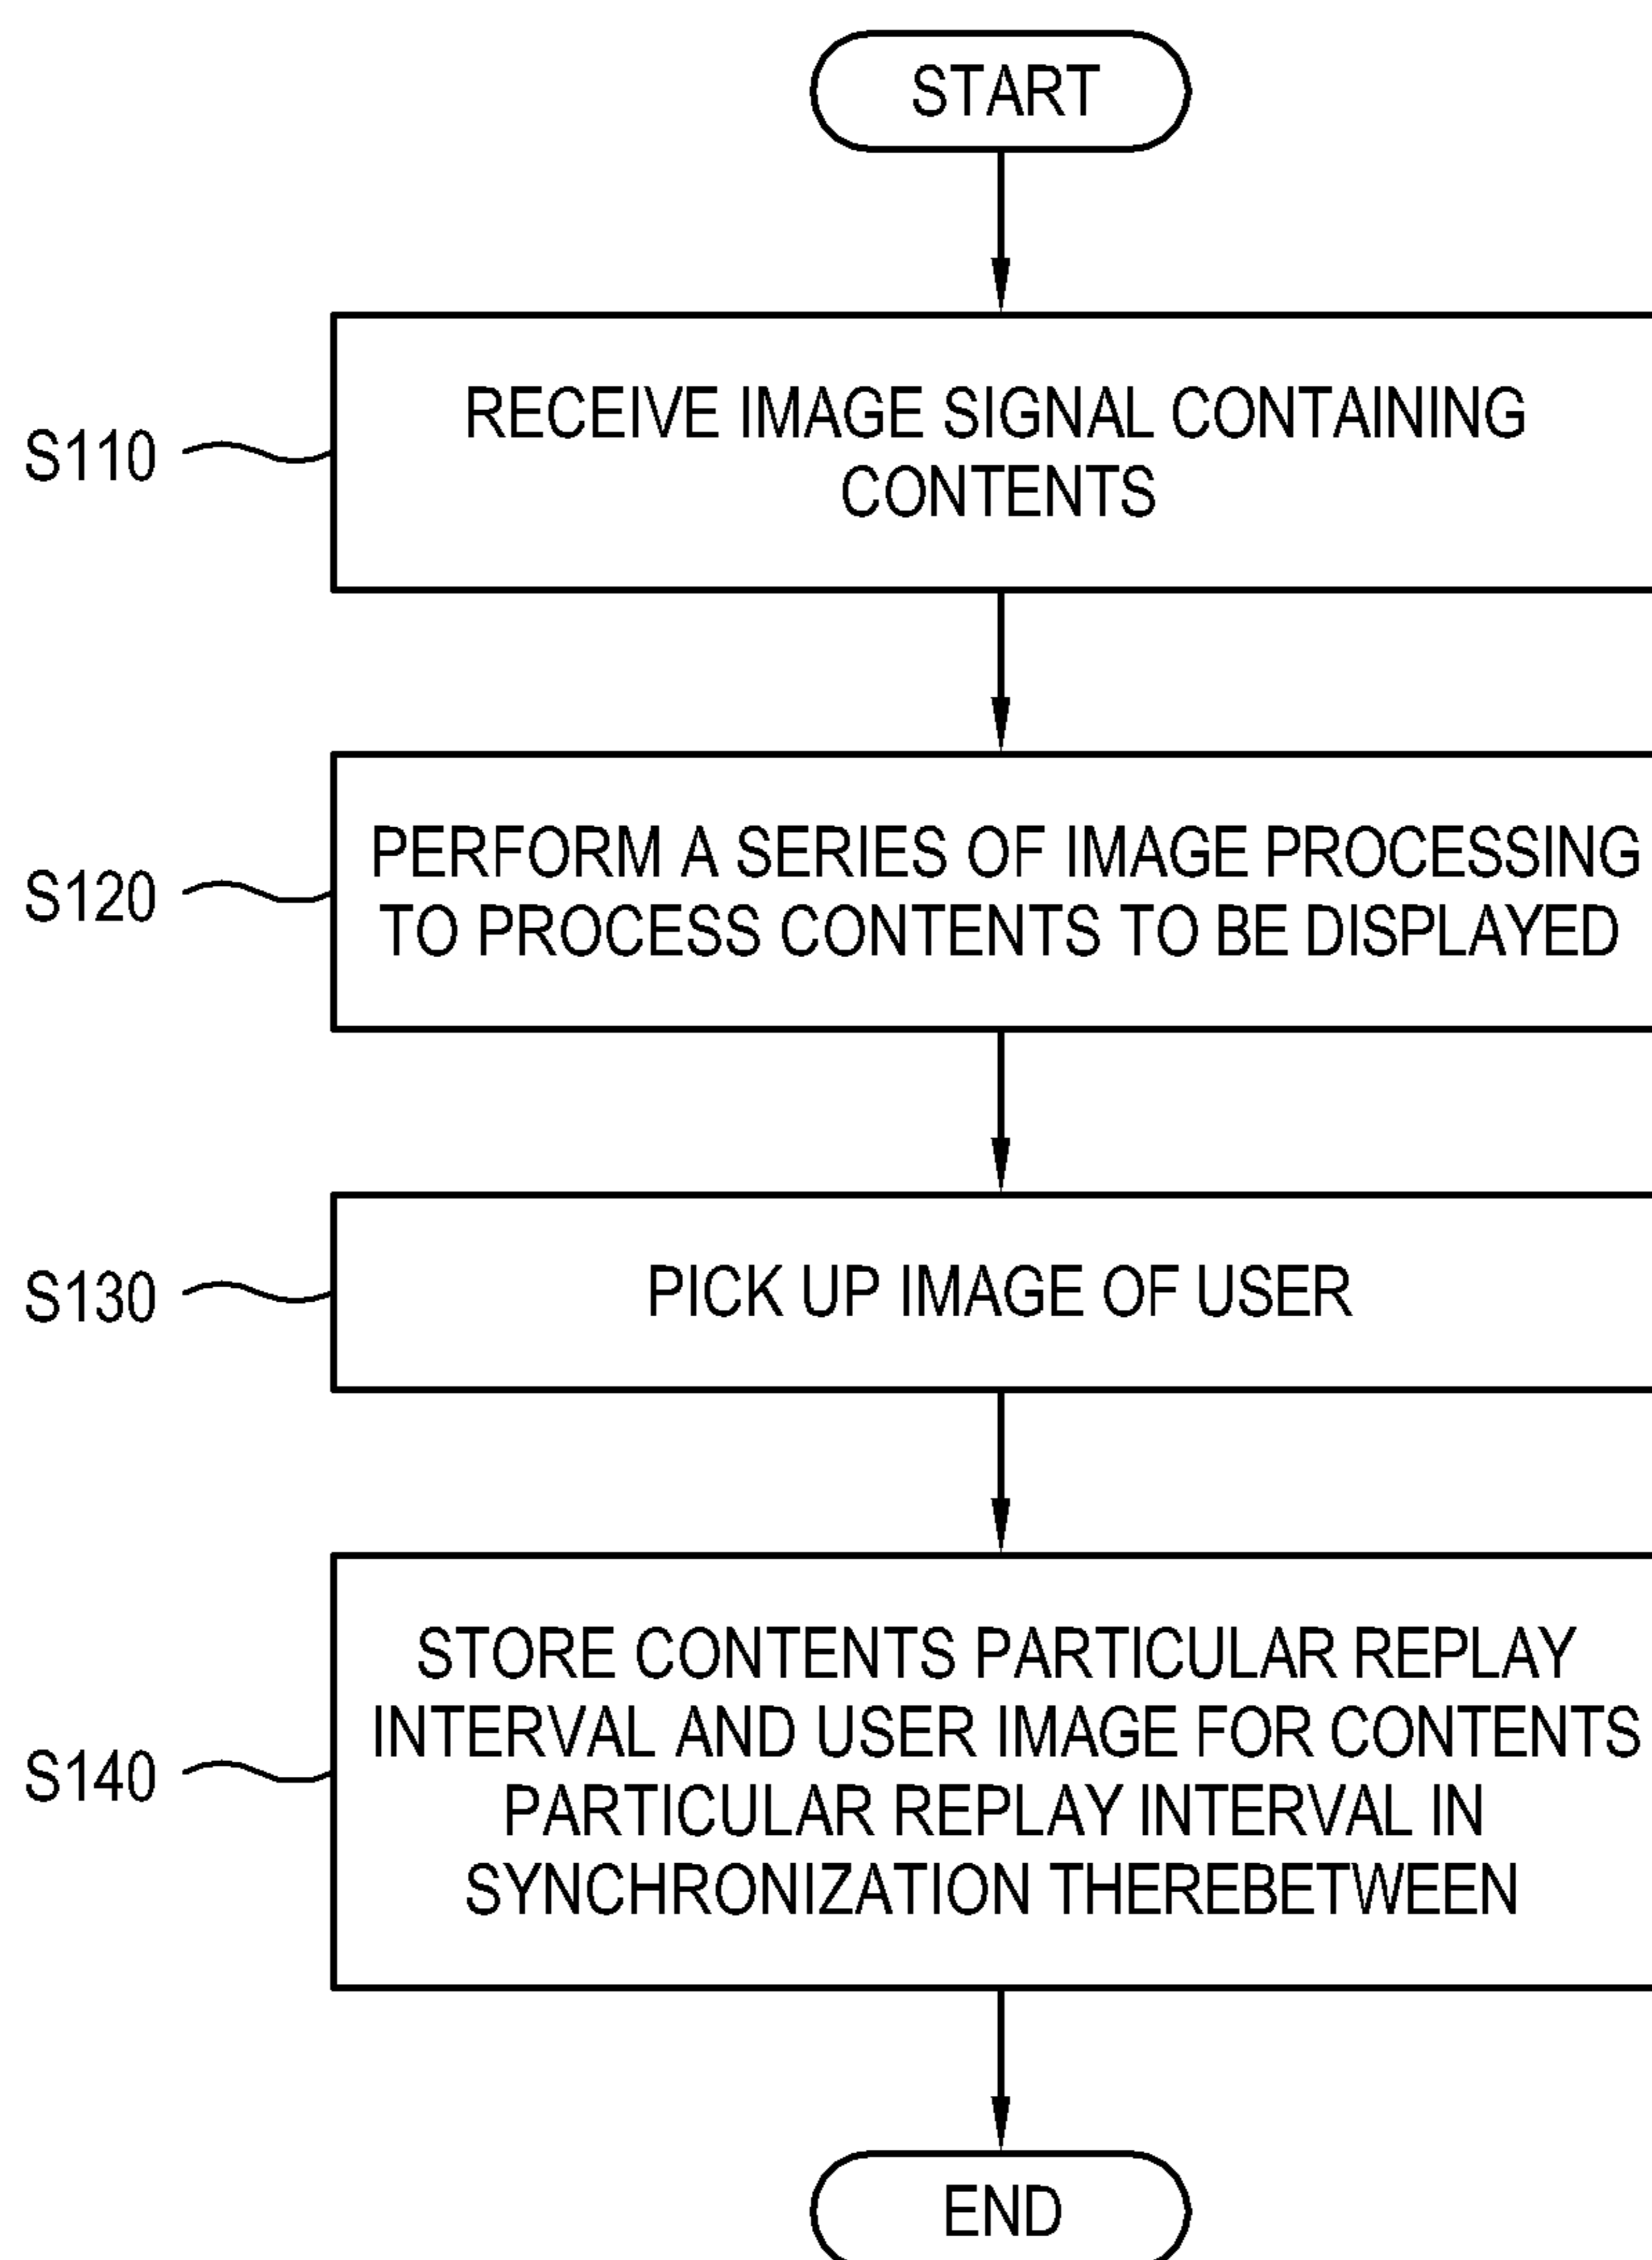 START
S110
RECEIVE IMAGE SIGNAL CONTAINING
CONTENTS
S120
PERFORM A SERIES OF IMAGE PROCESSING
TO PROCESS CONTENTS TO BE DISPLAYED
S130
PICK UP IMAGE OF USER
S140
STORE CONTENTS PARTICULAR REPLAY
INTERVAL AND USER IMAGE FOR CONTENTS
PARTICULAR REPLAY INTERVAL IN
SYNCHRONIZATION THEREBETWEEN
END